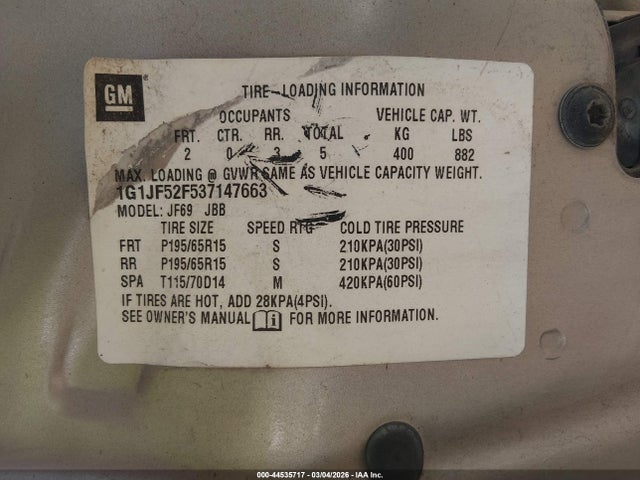 GM
TIRE-LOADING INFORMATION
OCCUPANTS VEHICLE CAP. WT.
FRT. CTR. RR. TOTAL KG LBS
2 0 3 5 400 882
MAX. LOADING @ GVWR SAME AS VEHICLE CAPACITY WEIGHT.
1G1JF52F537147663
MODEL: JF69 JBB
TIRE SIZE SPEED RTG COLD TIRE PRESSURE
FRT P195/65R15 S 210KPA(30PSI)
RR P195/65R15 S 210KPA(30PSI)
SPA T115/70D14 M 420KPA(60PSI)
IF TIRES ARE HOT, ADD 28KPA(4PSI).
SEE OWNER'S MANUAL i FOR MORE INFORMATION.
000-44535717 - 03/04/2026 - IAA Inc.